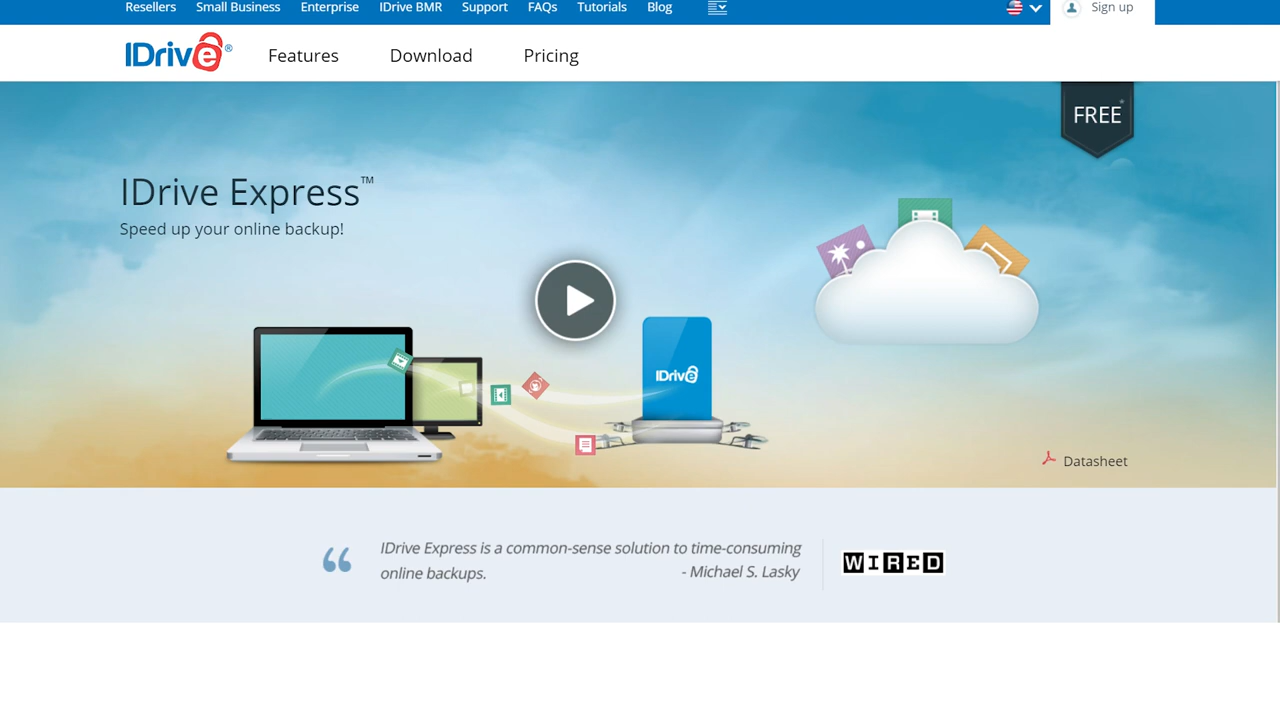 Resellers Small Business Enterprise IDrive BMR Support FAQs Tutorials Blog Sign up
IDrive® Features Download Pricing
FREE*
IDrive Express™
Speed up your online backup!
IDrive
Datasheet
“ IDrive Express is a common-sense solution to time-consuming
online backups. - Michael S. Lasky
WIRED